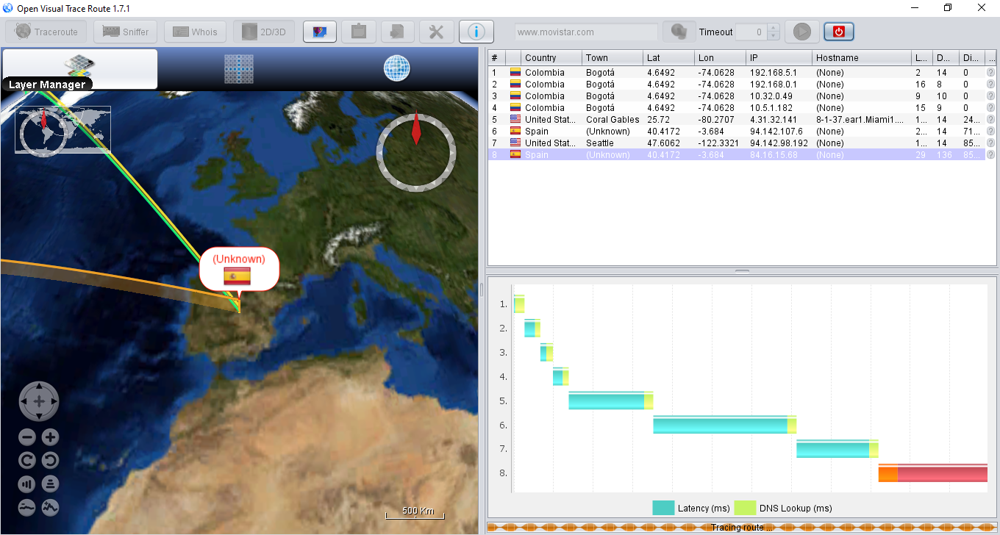 Open Visual Trace Route 1.7.1
Traceroute
Sniffer
Whois
2D/3D
www.movistar.com
Timeout
0
Layer Manager
(Unknown)
500 Km
# Country Town Lat Lon IP Hostname L... D... Di... ...
1 Colombia Bogotá 4.6492 -74.0628 192.168.5.1 (None) 2 14 0
2 Colombia Bogotá 4.6492 -74.0628 192.168.0.1 (None) 16 8 0
3 Colombia Bogotá 4.6492 -74.0628 10.32.0.49 (None) 9 10 0
4 Colombia Bogotá 4.6492 -74.0628 10.5.1.182 (None) 15 9 0
5 United Stat... Coral Gables 25.72 -80.2707 4.31.32.141 8-1-37.ear1.Miami1.... 1... 14 24...
6 Spain (Unknown) 40.4172 -3.684 94.142.107.6 (None) 2... 14 71...
7 United Stat... Seattle 47.6062 -122.3321 94.142.98.192 (None) 1... 14 85...
8 Spain (Unknown) 40.4172 -3.684 84.16.15.68 (None) 29 136 85...
1.
2.
3.
4.
5.
6.
7.
8.
Latency (ms) DNS Lookup (ms)
Tracing route ...